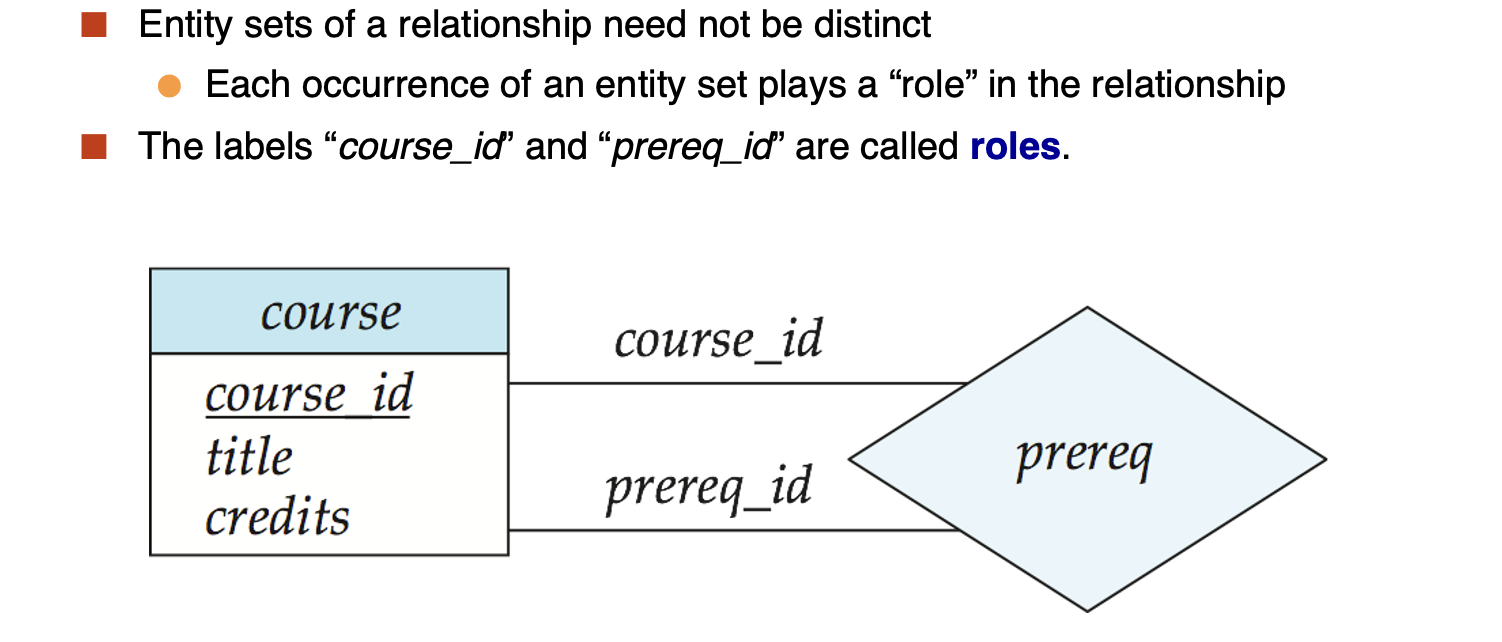 Entity sets of a relationship need not be distinct
Each occurrence of an entity set plays a “role” in the relationship
The labels “course_id” and “prereq_id” are called roles.
course
course_id
title
credits
course_id
prereq_id
prereq